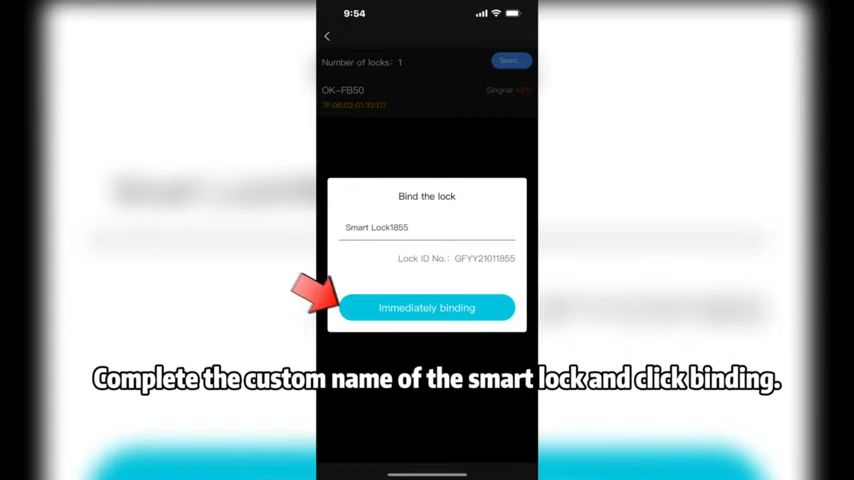 9:54
Number of locks: 1
OK-FB50
Singnal 42%
Bind the lock
Smart Lock1855
Lock ID No.: GFYY21011855
Immediately binding
Complete the custom name of the smart lock and click binding.